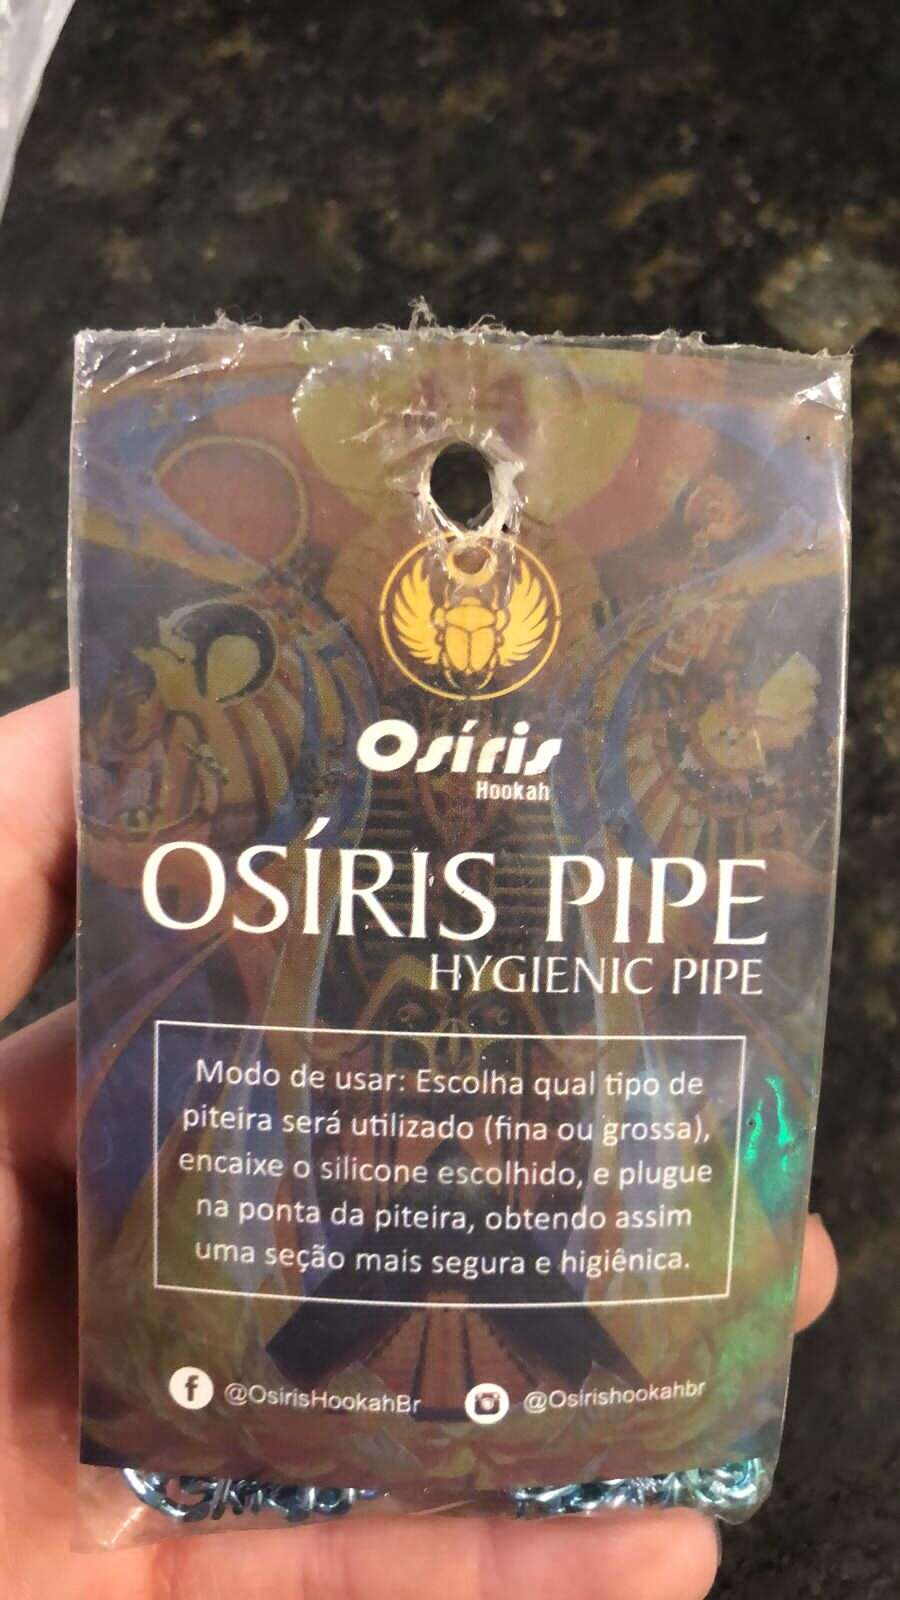 Osíris
Hookah
OSÍRIS PIPE
HYGIENIC PIPE
Modo de usar: Escolha qual tipo de
piteira será utilizado (fina ou grossa),
encaixe o silicone escolhido, e plugue
na ponta da piteira, obtendo assim
uma seção mais segura e higiênica.
@OsirisHookahBr
@Osirishookahbr